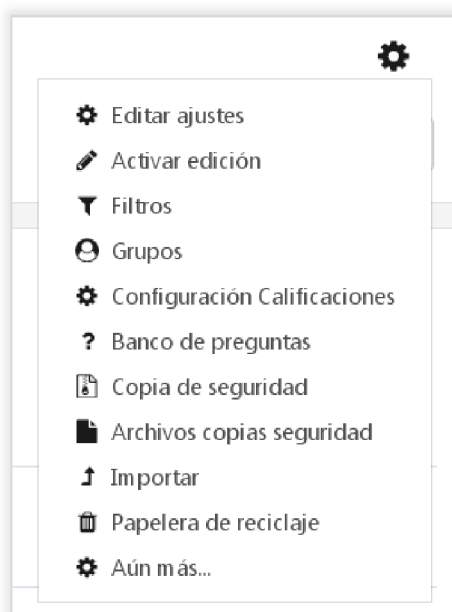 Editar ajustes
Activar edición
Filtros
Grupos
Configuración Calificaciones
Banco de preguntas
Copia de seguridad
Archivos copias seguridad
Importar
Papelera de reciclaje
Aún más...